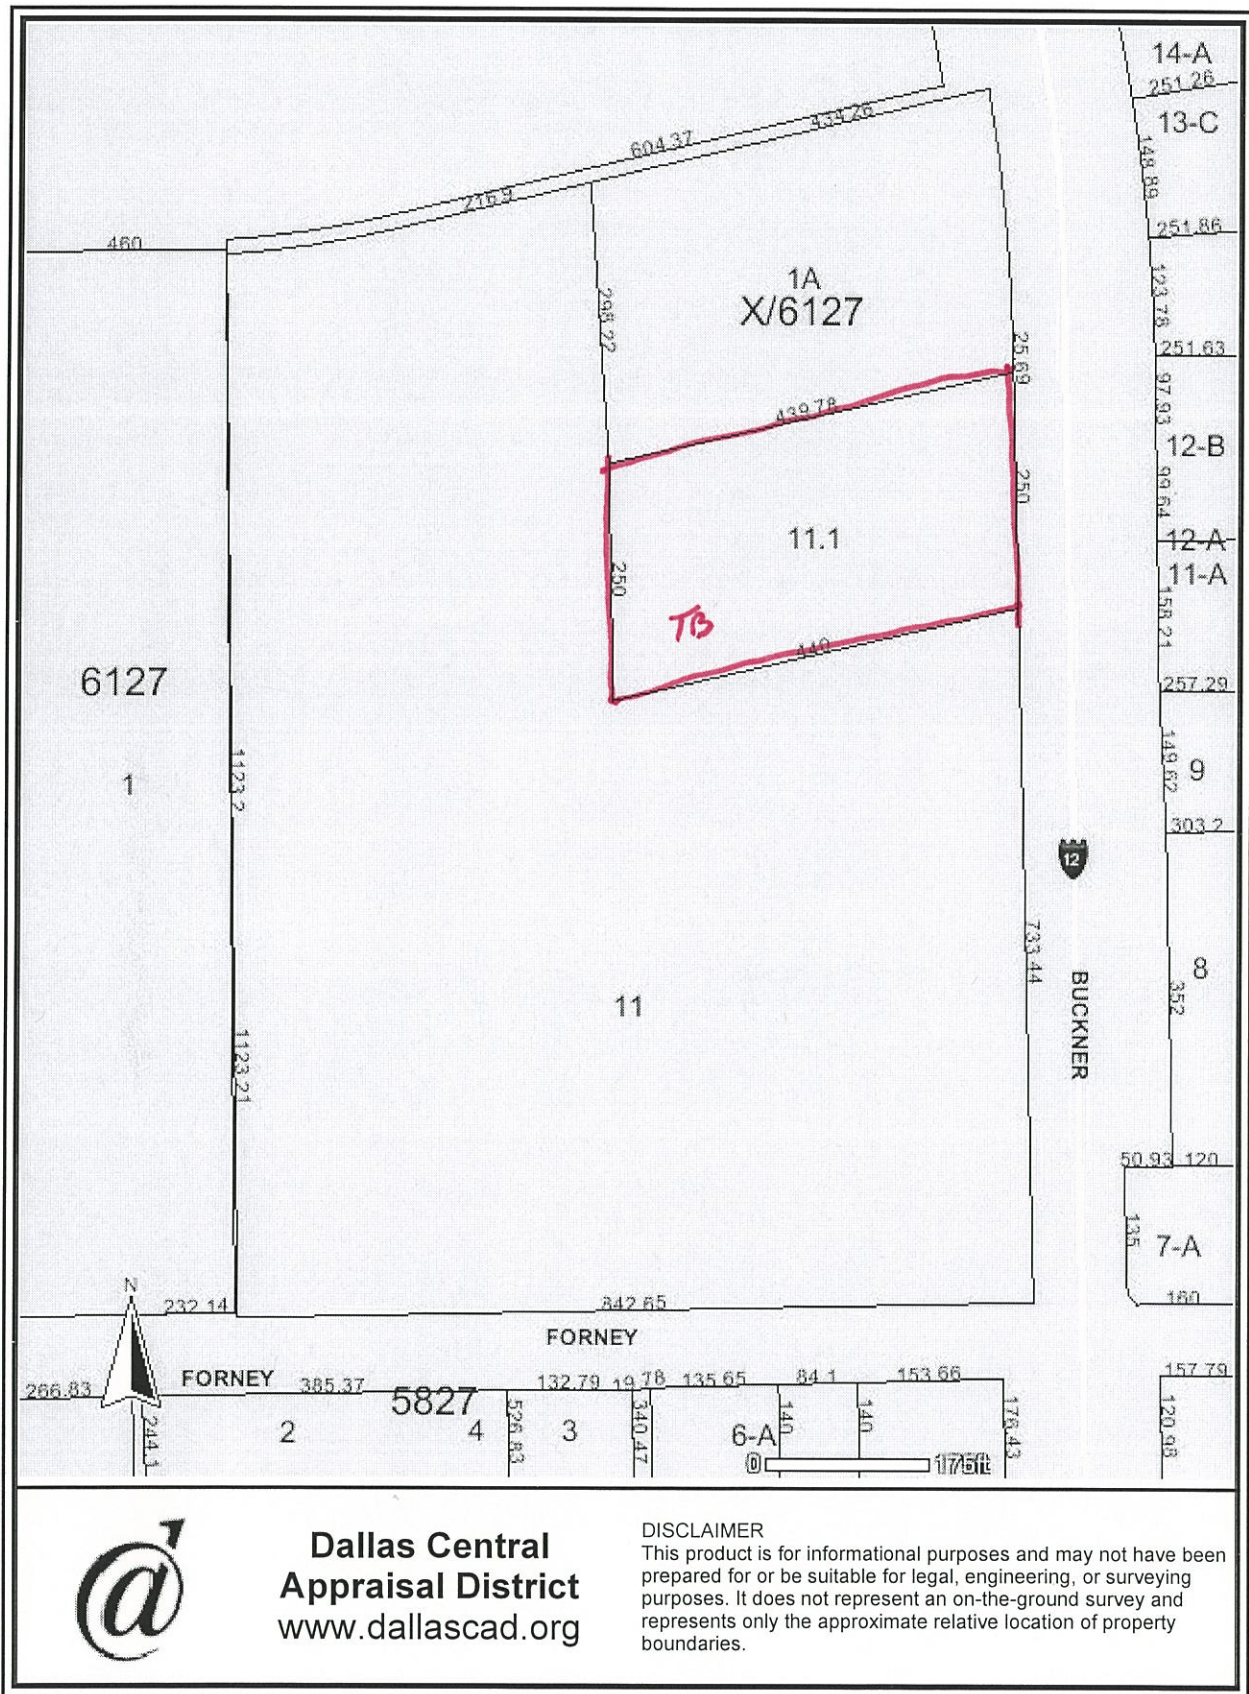 14-A
251.26
13-C
434.26
604.37
148.89
216.9
251.86
460
1A
X/6127
298.22
123.78
25.69
251.63
97.93
439.78
12-B
250
99.64
11.1
12-A
250
11-A
TB
158.21
440
6127
257.29
1123.2
1
149.62
9
303.2
12
733.44
8
BUCKNER
352
11
1123.21
50.93 120
135
7-A
N
232.14
842.65
160
FORNEY
FORNEY
266.83
385.37
5827
132.79
19.78
135.65
84.1
153.66
157.79
244.1
2
4
526.83
3
340.47
6-A
140
140
176.43
120.98
0
175ft
Dallas Central
Appraisal District
www.dallascad.org
DISCLAIMER
This product is for informational purposes and may not have been
prepared for or be suitable for legal, engineering, or surveying
purposes. It does not represent an on-the-ground survey and
represents only the approximate relative location of property
boundaries.